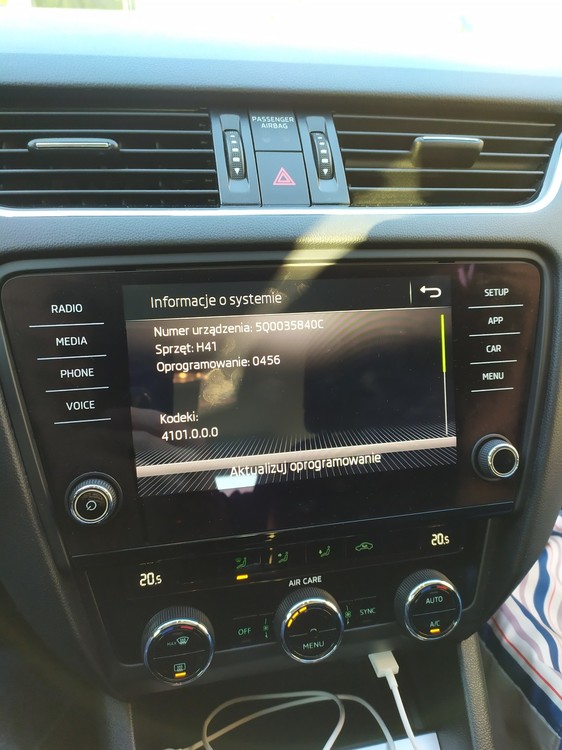 PASSENGER
AIRBAG
Informacje o systemie
Numer urządzenia: 5Q0035840C
Sprzęt: H41
Oprogramowanie: 0456
Kodeki:
4101.0.0.0
Aktualizuj oprogramowanie
RADIO
MEDIA
PHONE
VOICE
SETUP
APP
CAR
MENU
20.5
20.5
AIR CARE
MAX
OFF
MENU
SYNC
AUTO
A/C